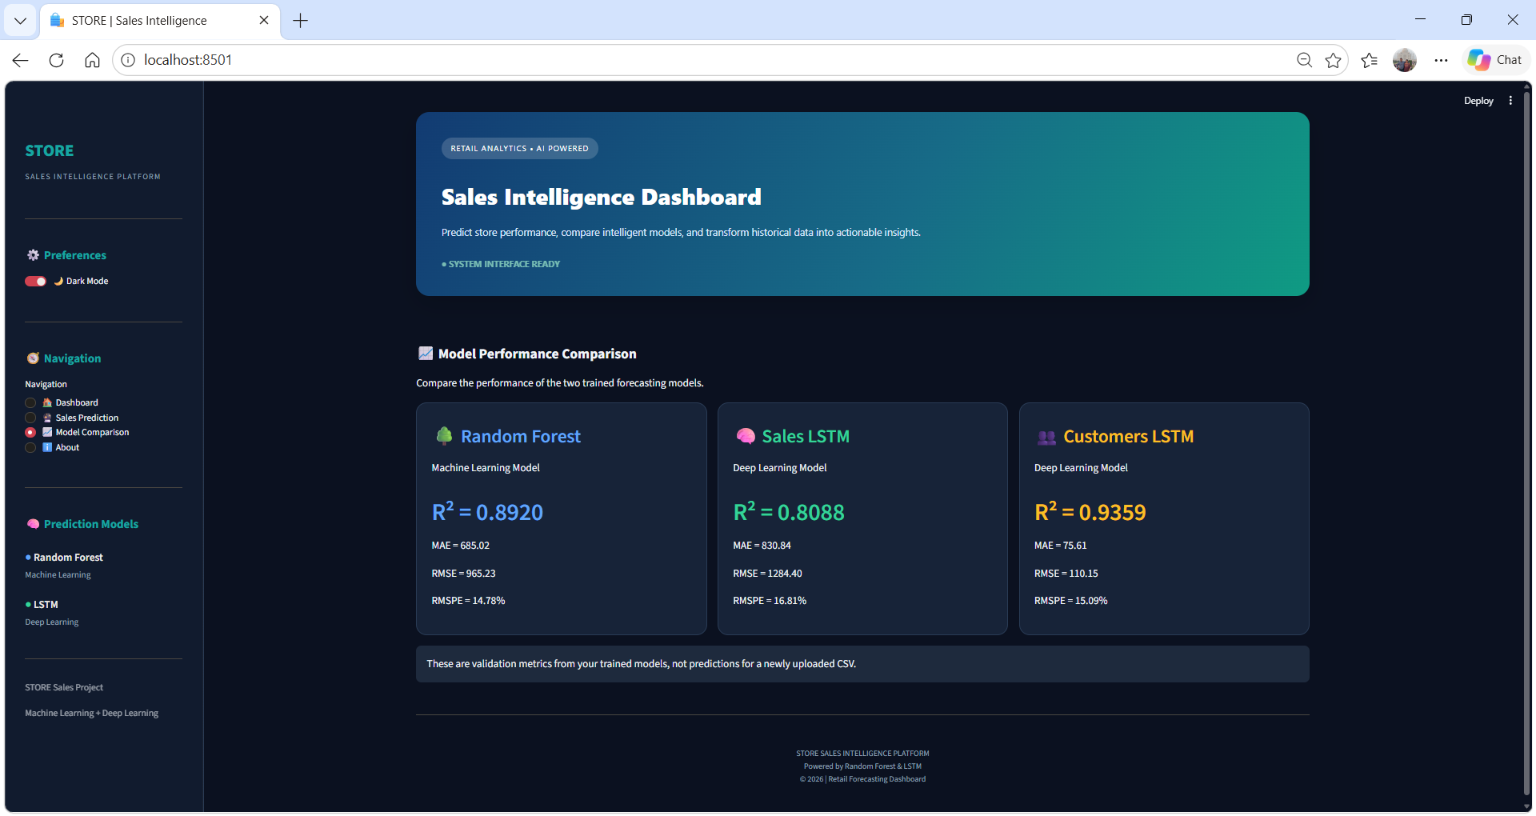 STORE | Sales Intelligence
localhost:8501
Chat
Deploy
STORE
SALES INTELLIGENCE PLATFORM
Preferences
Dark Mode
Navigation
Navigation
Dashboard
Sales Prediction
Model Comparison
About
Prediction Models
• Random Forest
Machine Learning
• LSTM
Deep Learning
STORE Sales Project
Machine Learning + Deep Learning
RETAIL ANALYTICS • AI POWERED
Sales Intelligence Dashboard
Predict store performance, compare intelligent models, and transform historical data into actionable insights.
• SYSTEM INTERFACE READY
Model Performance Comparison
Compare the performance of the two trained forecasting models.
Random Forest
Machine Learning Model
R² = 0.8920
MAE = 685.02
RMSE = 965.23
RMSPE = 14.78%
Sales LSTM
Deep Learning Model
R² = 0.8088
MAE = 830.84
RMSE = 1284.40
RMSPE = 16.81%
Customers LSTM
Deep Learning Model
R² = 0.9359
MAE = 75.61
RMSE = 110.15
RMSPE = 15.09%
These are validation metrics from your trained models, not predictions for a newly uploaded CSV.
STORE SALES INTELLIGENCE PLATFORM
Powered by Random Forest & LSTM
© 2026 | Retail Forecasting Dashboard